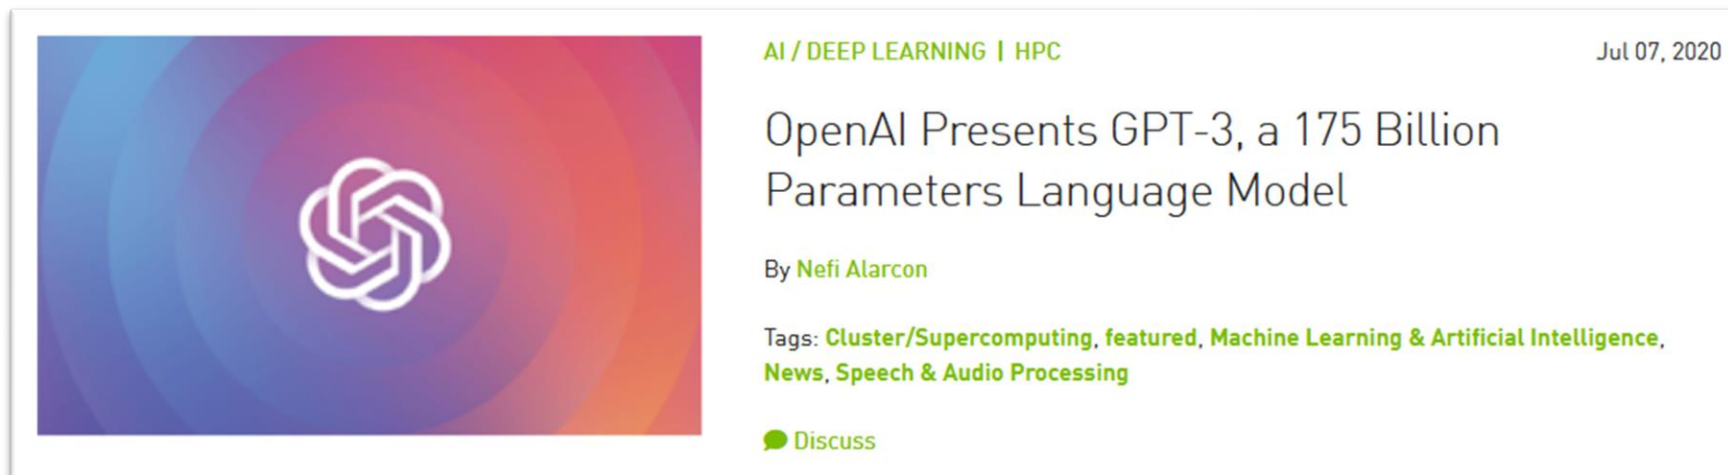 AI / DEEP LEARNING | HPC
Jul 07, 2020
OpenAI Presents GPT-3, a 175 Billion
Parameters Language Model
By Nefi Alarcon
Tags: Cluster/Supercomputing, featured, Machine Learning & Artificial Intelligence,
News, Speech & Audio Processing
Discuss